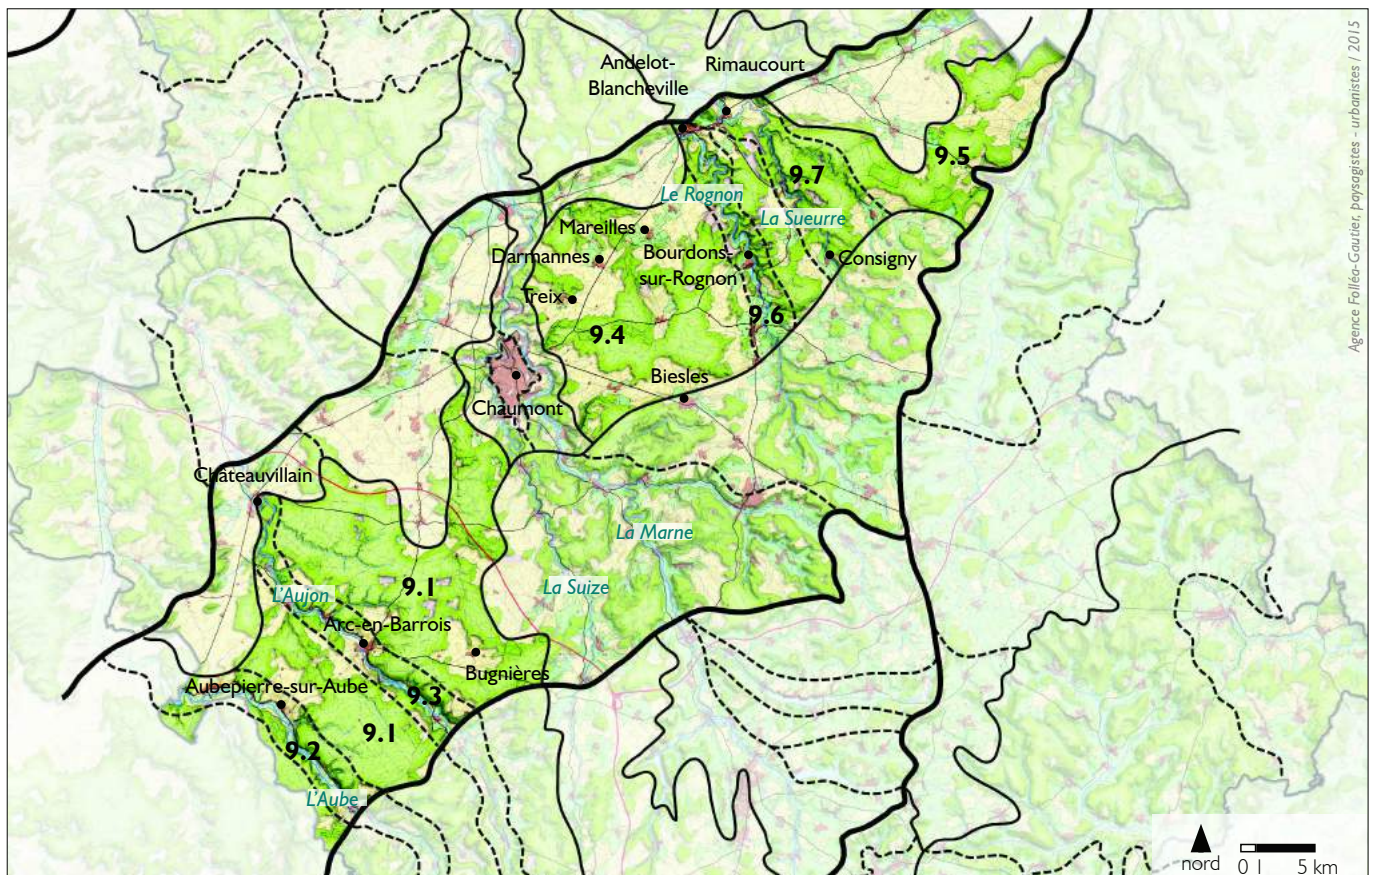 Agence Folléa-Gautier, paysagistes - urbanistes / 2015
Andelot-
Blancheville
Rimaucourt
9.5
9.7
Le Rognon
La Sueurre
Mareilles
Darmannes
Bourdons-
sur-Rognon
Consigny
Treix
9.6
9.4
Biesles
Chaumont
Châteauvillain
La Marne
9.1
La Suize
L'Aujon
Arc-en-Barrois
Bugnières
Aubepierre-sur-Aube
9.3
9.1
9.2
L'Aube
nord
0 1 5 km